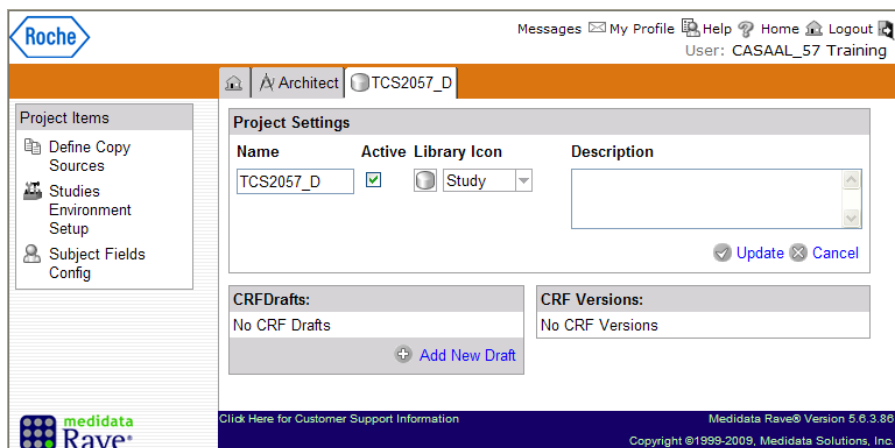 Roche
Messages My Profile Help Home Logout
User: CASAAL_57 Training
Architect TCS2057_D
Project Items
Define Copy
Sources
Studies
Environment
Setup
Subject Fields
Config
Project Settings
Name Active Library Icon Description
TCS2057_D Study
Update Cancel
CRFDrafts:
No CRF Drafts
Add New Draft
CRF Versions:
No CRF Versions
medidata
Rave
Click Here for Customer Support Information
Medidata Rave® Version 5.6.3.86
Copyright ©1999-2009, Medidata Solutions, Inc.